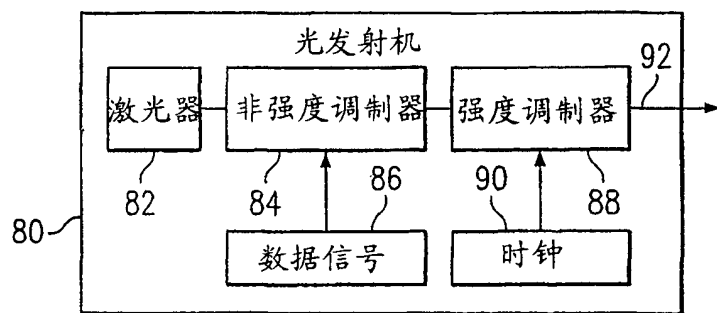 光发射机
92
激光器 非强度调制器 强度调制器
82 84 86 90 88
80
数据信号 时钟